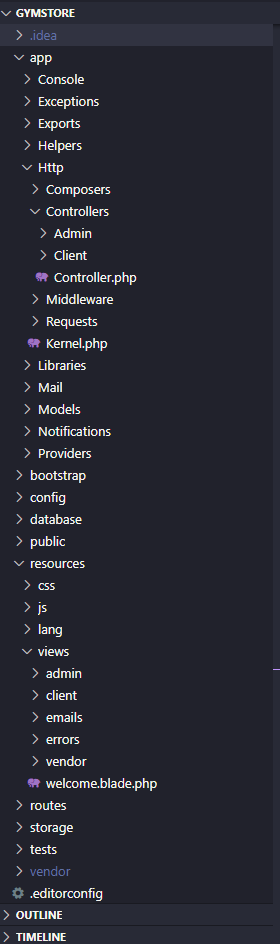 GYMSTORE
.idea
app
Console
Exceptions
Exports
Helpers
Http
Composers
Controllers
Admin
Client
Controller.php
Middleware
Requests
Kernel.php
Libraries
Mail
Models
Notifications
Providers
bootstrap
config
database
public
resources
css
js
lang
views
admin
client
emails
errors
vendor
welcome.blade.php
routes
storage
tests
vendor
.editorconfig
OUTLINE
TIMELINE